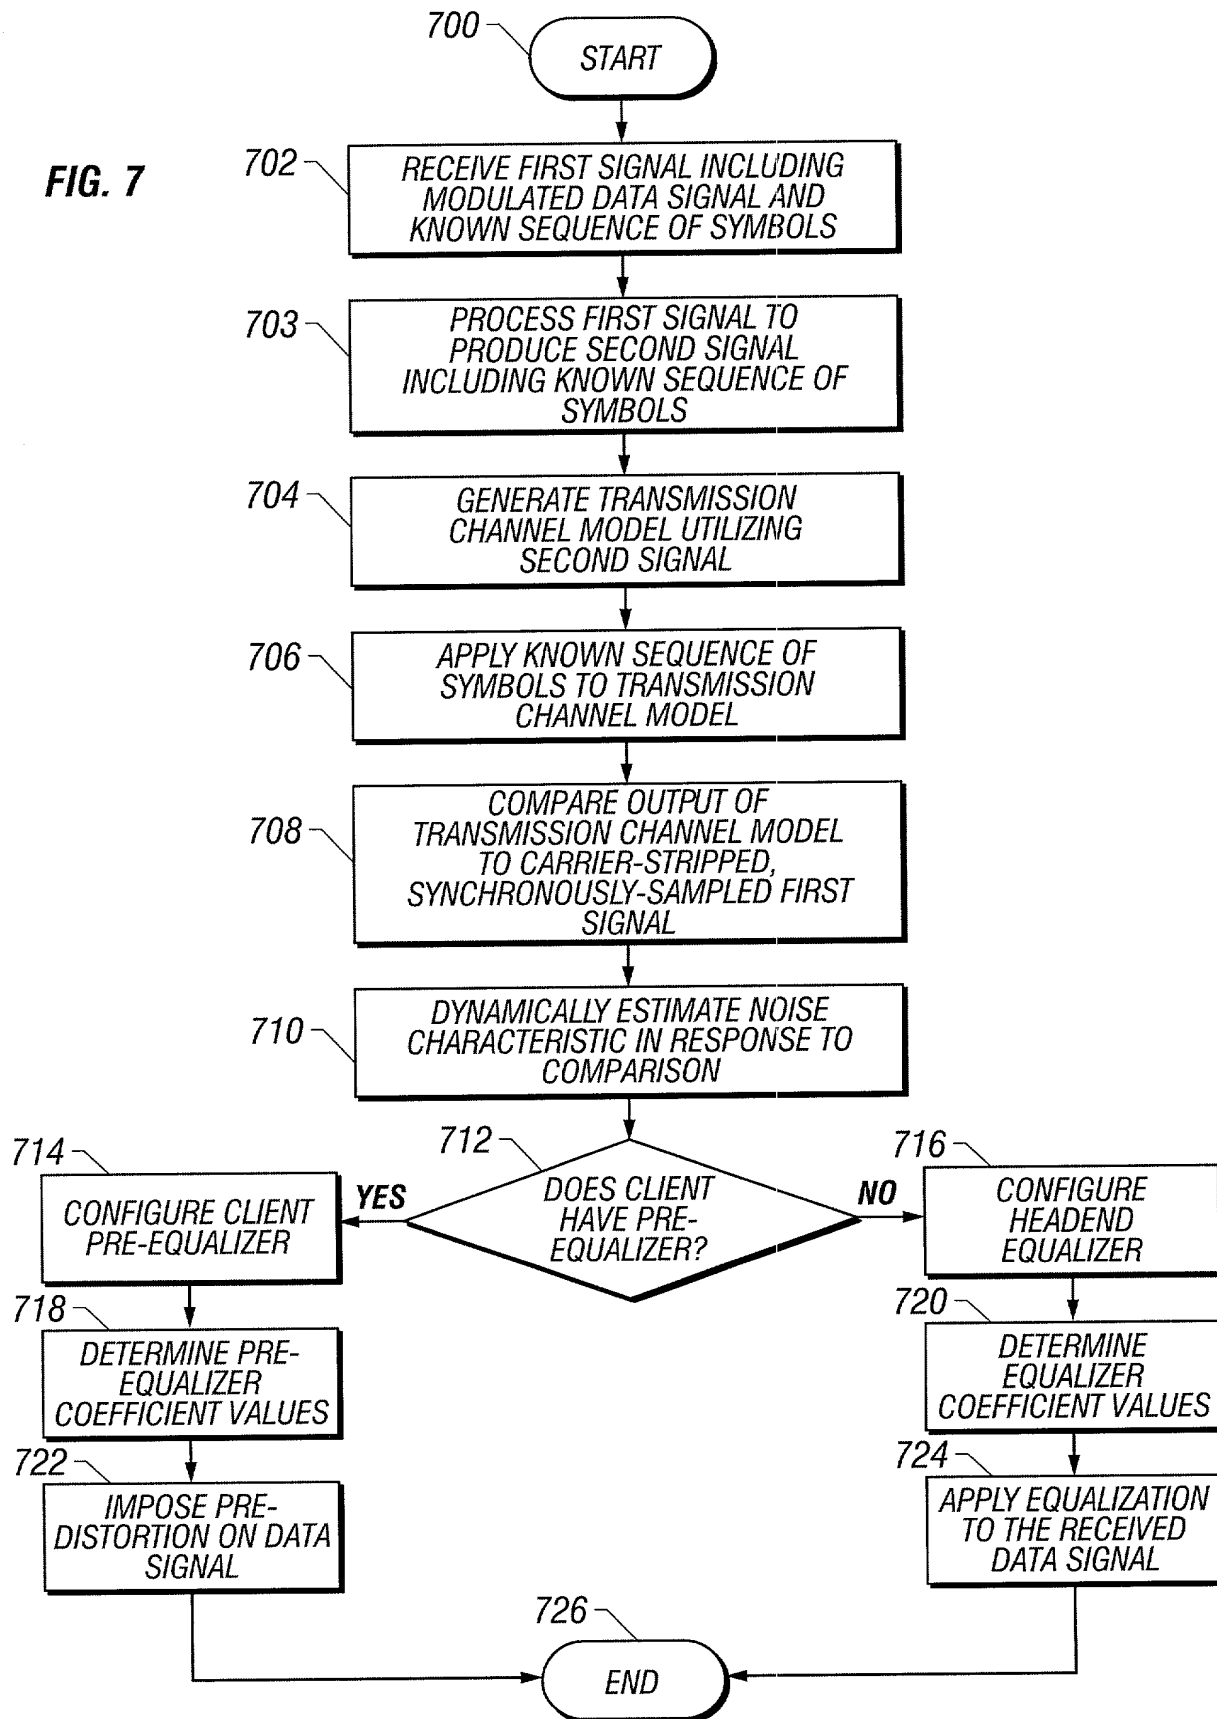 700
START
FIG. 7
702
RECEIVE FIRST SIGNAL INCLUDING
MODULATED DATA SIGNAL AND
KNOWN SEQUENCE OF SYMBOLS
703
PROCESS FIRST SIGNAL TO
PRODUCE SECOND SIGNAL
INCLUDING KNOWN SEQUENCE OF
SYMBOLS
704
GENERATE TRANSMISSION
CHANNEL MODEL UTILIZING
SECOND SIGNAL
706
APPLY KNOWN SEQUENCE OF
SYMBOLS TO TRANSMISSION
CHANNEL MODEL
708
COMPARE OUTPUT OF
TRANSMISSION CHANNEL MODEL
TO CARRIER-STRIPPED,
SYNCHRONOUSLY-SAMPLED FIRST
SIGNAL
710
DYNAMICALLY ESTIMATE NOISE
CHARACTERISTIC IN RESPONSE TO
COMPARISON
712
DOES CLIENT
HAVE PRE-
EQUALIZER?
YES
NO
714
CONFIGURE CLIENT
PRE-EQUALIZER
716
CONFIGURE
HEADEND
EQUALIZER
718
DETERMINE PRE-
EQUALIZER
COEFFICIENT VALUES
720
DETERMINE
EQUALIZER
COEFFICIENT VALUES
722
IMPOSE PRE-
DISTORTION ON DATA
SIGNAL
724
APPLY EQUALIZATION
TO THE RECEIVED
DATA SIGNAL
726
END